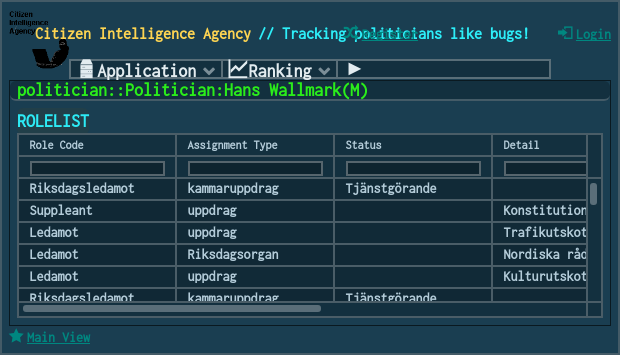 Citizen
Intelligence
Agency
Citizen Intelligence Agency // Tracking politicians like bugs!
Login
Application Ranking
politician::Politician:Hans Wallmark(M)
ROLELIST
Role Code Assignment Type Status Detail
Riksdagsledamot kammaruppdrag Tjänstgörande
Suppleant uppdrag Konstitution
Ledamot uppdrag Trafikutskot
Ledamot Riksdagsorgan Nordiska råd
Ledamot uppdrag Kulturutskot
Riksdagsledamot kammaruppdrag Tjänstgörande
Main View